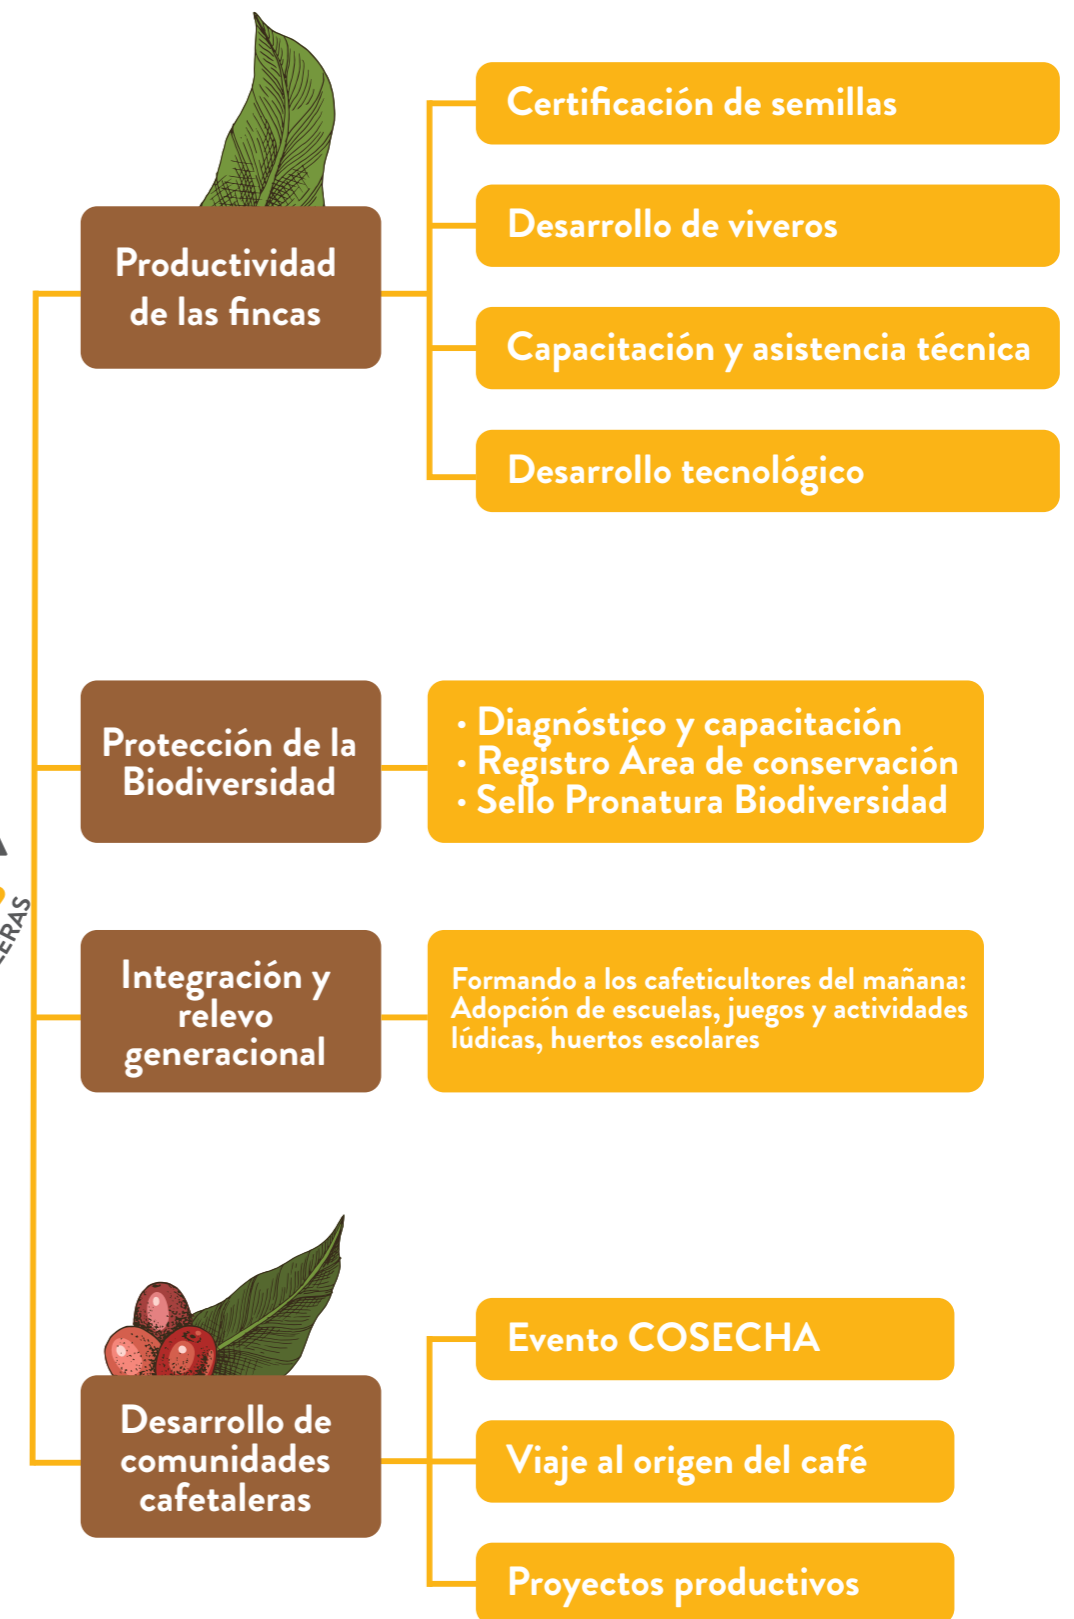 Productividad
de las fincas
Certificación de semillas
Desarrollo de viveros
Capacitación y asistencia técnica
Desarrollo tecnológico
Protección de la
Biodiversidad
· Diagnóstico y capacitación
· Registro Área de conservación
· Sello Pronatura Biodiversidad
Integración y
relevo
generacional
Formando a los cafeticultores del mañana:
Adopción de escuelas, juegos y actividades
lúdicas, huertos escolares
Desarrollo de
comunidades
cafetaleras
Evento COSECHA
Viaje al origen del café
Proyectos productivos